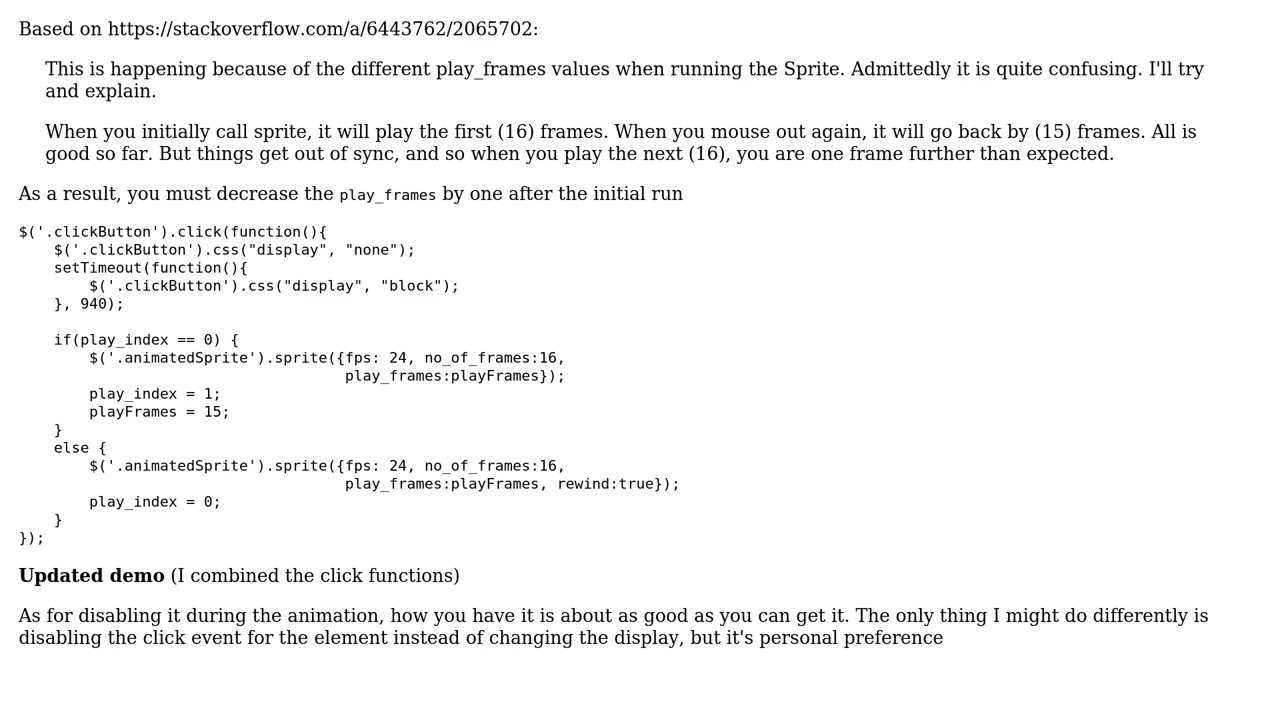 Based on https://stackoverflow.com/a/6443762/2065702:
This is happening because of the different play_frames values when running the Sprite. Admittedly it is quite confusing. I'll try
and explain.
When you initially call sprite, it will play the first (16) frames. When you mouse out again, it will go back by (15) frames. All is
good so far. But things get out of sync, and so when you play the next (16), you are one frame further than expected.
As a result, you must decrease the play_frames by one after the initial run
$('.clickButton').click(function(){
    $('.clickButton').css("display", "none");
    setTimeout(function(){
        $('.clickButton').css("display", "block");
    }, 940);

    if(play_index == 0) {
        $('.animatedSprite').sprite({fps: 24, no_of_frames:16,
                                     play_frames:playFrames});
        play_index = 1;
        playFrames = 15;
    }
    else {
        $('.animatedSprite').sprite({fps: 24, no_of_frames:16,
                                     play_frames:playFrames, rewind:true});
        play_index = 0;
    }
});
Updated demo (I combined the click functions)
As for disabling it during the animation, how you have it is about as good as you can get it. The only thing I might do differently is
disabling the click event for the element instead of changing the display, but it's personal preference